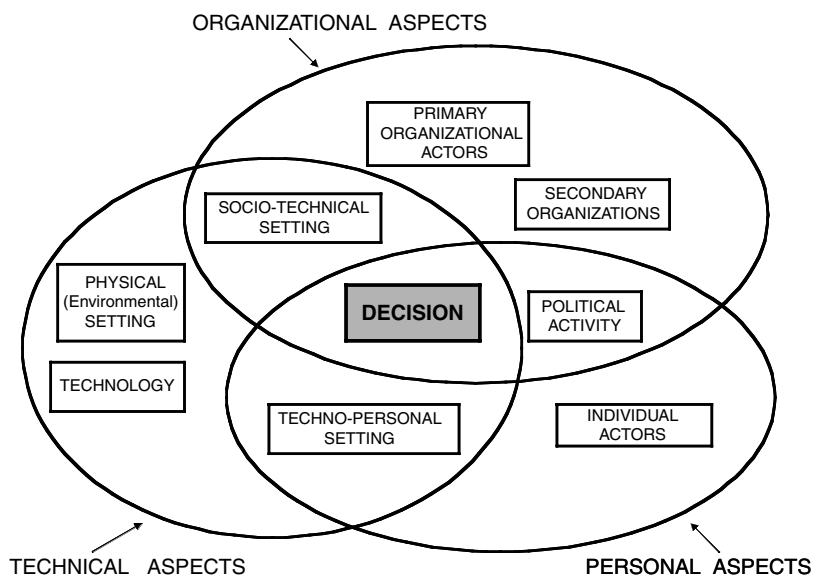 ORGANIZATIONAL ASPECTS
PRIMARY
ORGANIZATIONAL
ACTORS
SECONDARY
ORGANIZATIONS
SOCIO-TECHNICAL
SETTING
PHYSICAL
(Environmental)
SETTING
DECISION
POLITICAL
ACTIVITY
TECHNOLOGY
TECHNO-PERSONAL
SETTING
INDIVIDUAL
ACTORS
TECHNICAL ASPECTS
PERSONAL ASPECTS